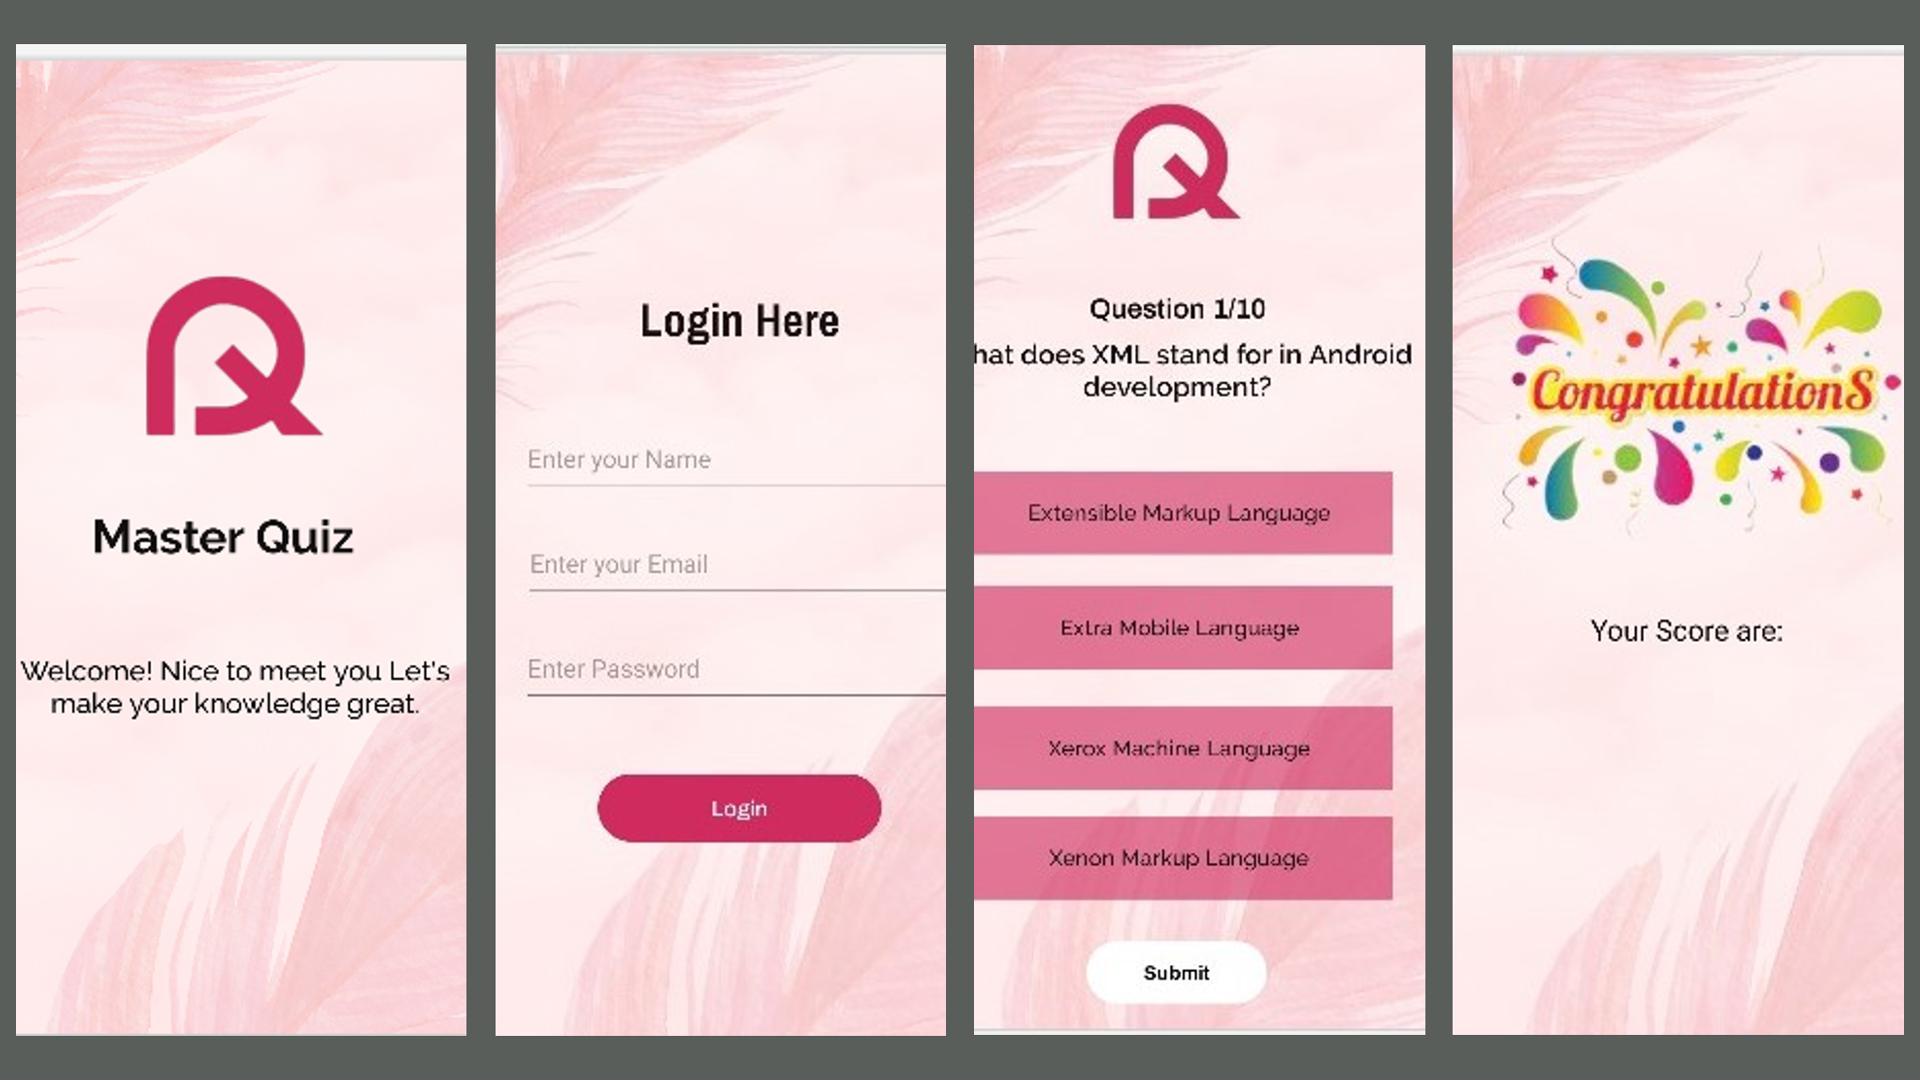 Master Quiz
Welcome! Nice to meet you Let's
make your knowledge great.
Login Here
Enter your Name
Enter your Email
Enter Password
Login
Question 1/10
hat does XML stand for in Android
development?
Extensible Markup Language
Extra Mobile Language
Xerox Machine Language
Xenon Markup Language
Submit
CongratulationS
Your Score are: